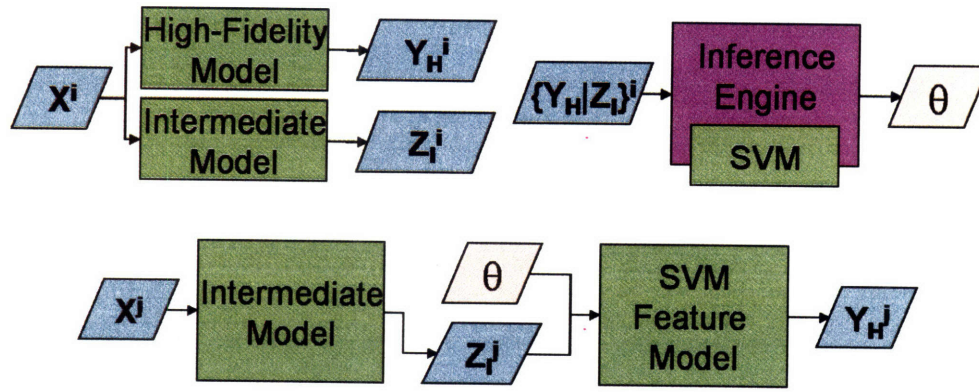 High-Fidelity
Model
Y_H^i
X^i
Intermediate
Model
Z_I^i
{Y_H|Z_I}^i
Inference
Engine
SVM
θ
X^j
Intermediate
Model
θ
Z_I^j
SVM
Feature
Model
Y_H^j